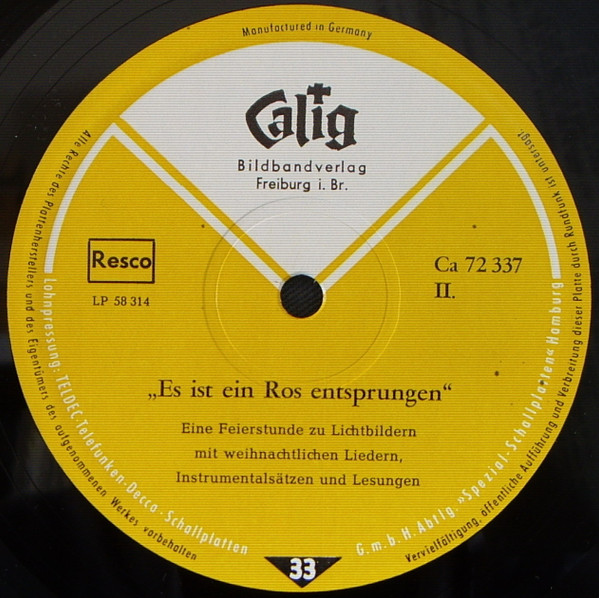 Manufactured in Germany
Calig
Bildbandverlag
Freiburg i. Br.
Resco
LP 58 314
Ca 72 337
II.
„Es ist ein Ros entsprungen“
Eine Feierstunde zu Lichtbildern
mit weihnachtlichen Liedern,
Instrumentalsätzen und Lesungen
33
Lohnpressung: TELDEC-Telefunken-Decca-Schallplatten G.m.b.H. Abtlg. »Spezial-Schallplatten« Hamburg
Alle Rechte des Plattenherstellers und des Eigentümers des aufgenommenen Werkes vorbehalten
Vervielfältigung, öffentliche Aufführung und Verbreitung dieser Platte durch Rundfunk ist untersagt